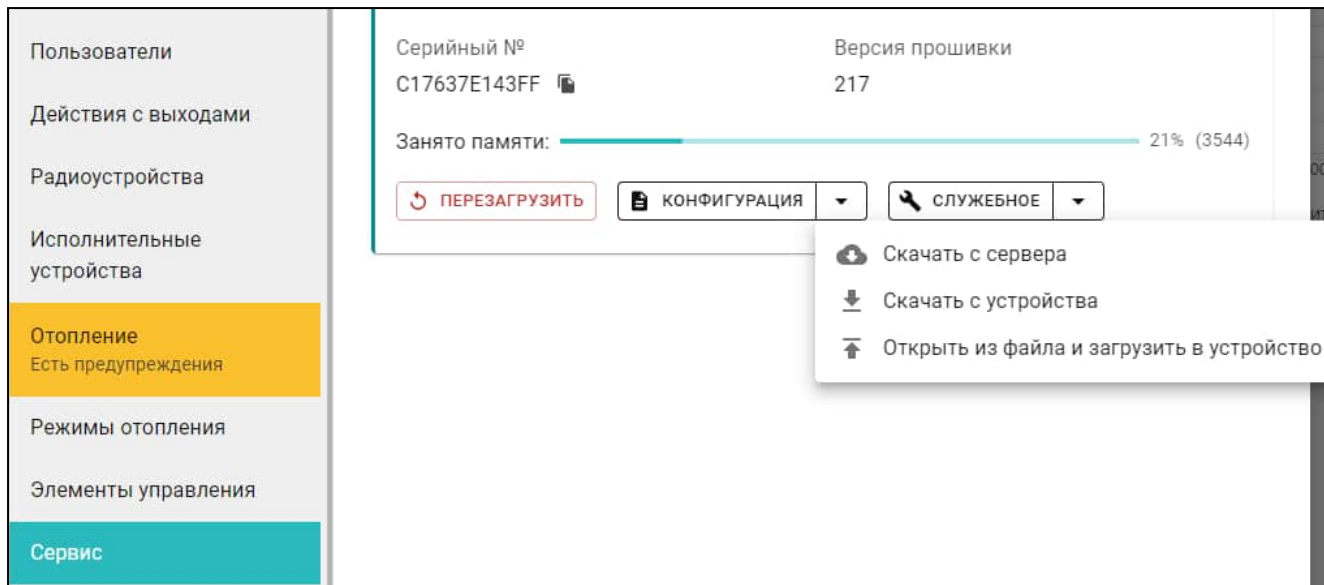 Пользователи
Действия с выходами
Радиоустройства
Исполнительные
устройства
Отопление
Есть предупреждения
Режимы отопления
Элементы управления
Сервис
Серийный № Версия прошивки
C17637E143FF 217
Занято памяти: 21% (3544)
ПЕРЕЗАГРУЗИТЬ КОНФИГУРАЦИЯ СЛУЖЕБНОЕ
Скачать с сервера
Скачать с устройства
Открыть из файла и загрузить в устройство